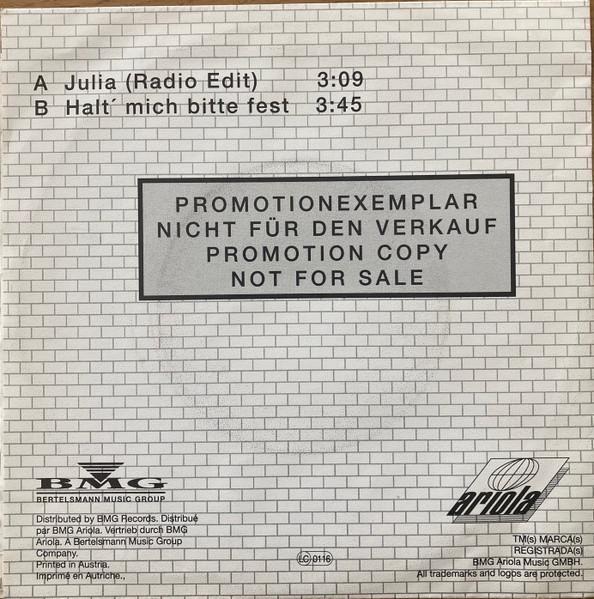 A Julia (Radio Edit) 3:09
B Halt´ mich bitte fest 3:45
PROMOTIONEXEMPLAR
NICHT FÜR DEN VERKAUF
PROMOTION COPY
NOT FOR SALE
BMG
BERTELSMANN MUSIC GROUP
Distributed by BMG Records. Distribué
par BMG Ariola. Vertrieb durch BMG
Ariola. A Bertelsmann Music Group
Company.
Printed in Austria.
Imprimé en Autriche.,
LC 0116
ariola
TM(s) MARCA(s)
REGISTRADA(s)
BMG Ariola Music GMBH.
All trademarks and logos are protected.